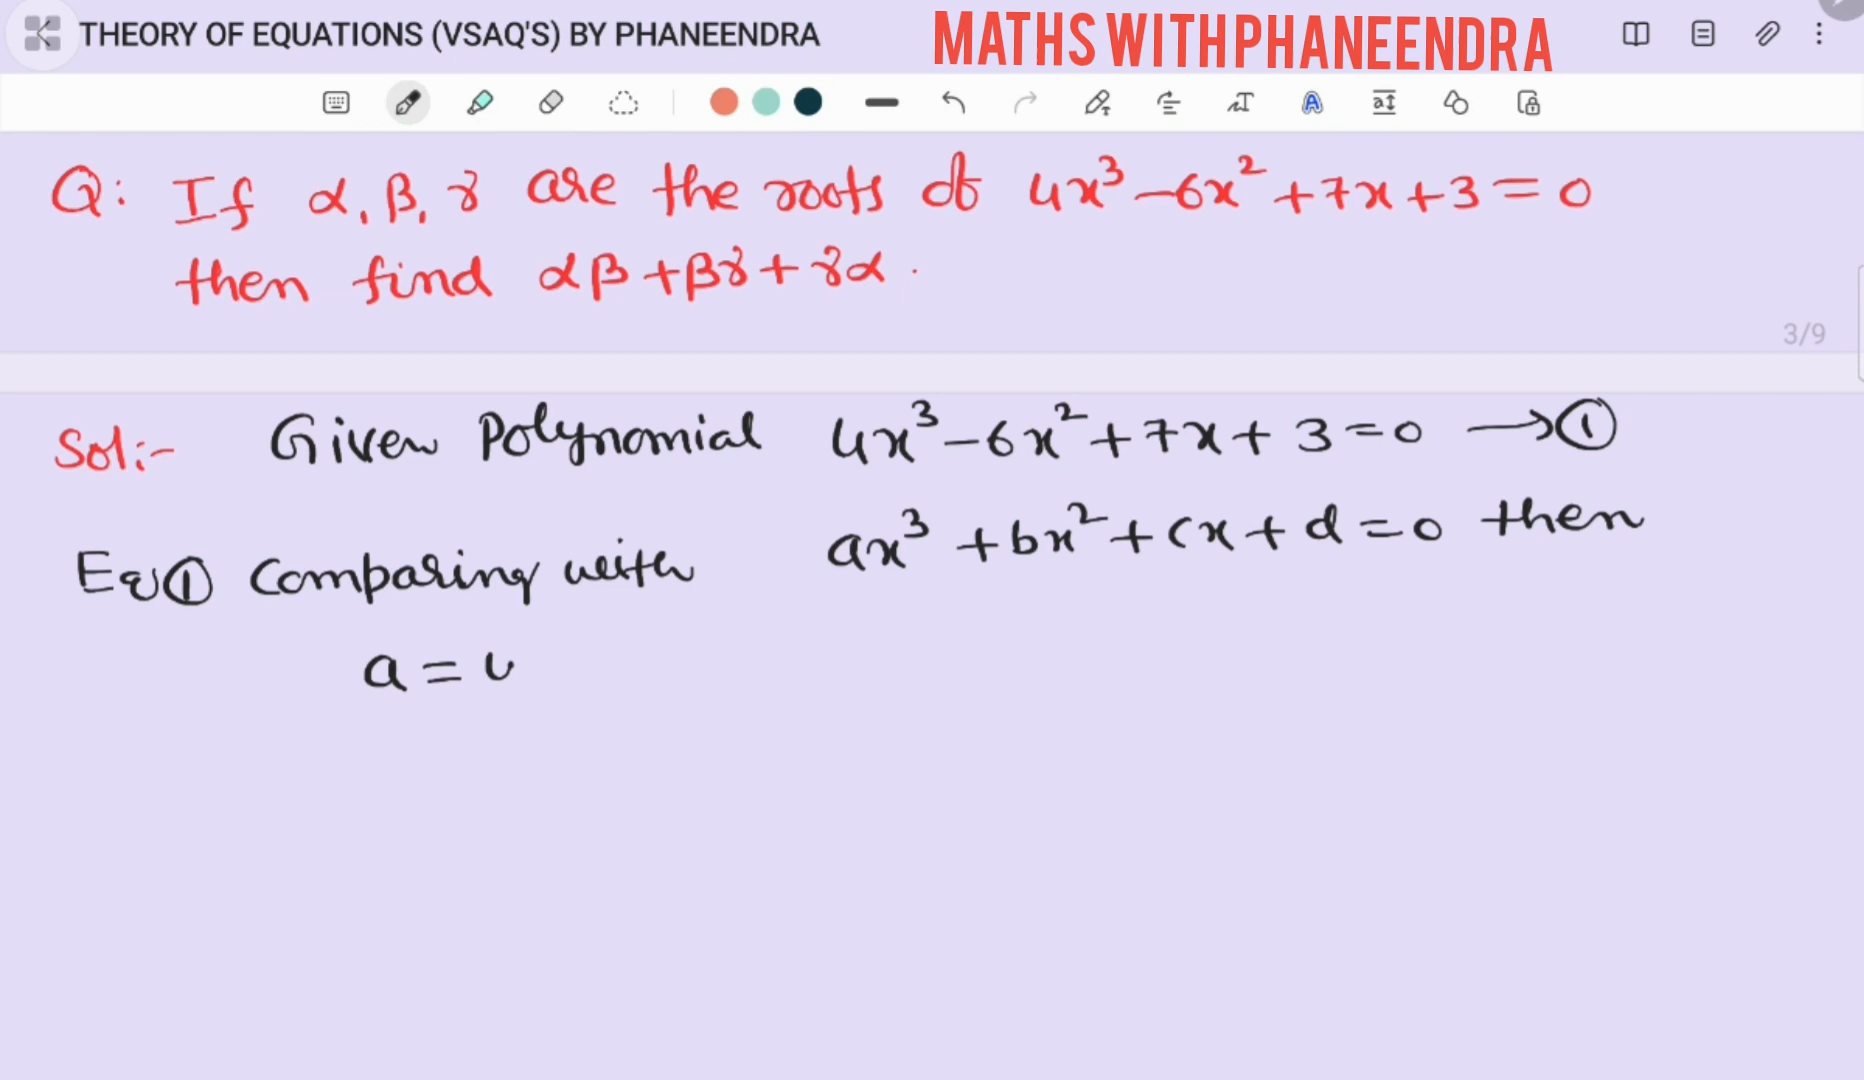 THEORY OF EQUATIONS (VSAQ'S) BY PHANEENDRA
MATHS WITH PHANEENDRA
Q: If α, β, γ are the roots of 4x³ - 6x² + 7x + 3 = 0
then find αβ + βγ + γα.
3/9
Sol:- Given Polynomial 4x³ - 6x² + 7x + 3 = 0 → ①
Eq① Comparing with ax³ + bx² + cx + d = 0 then
a =